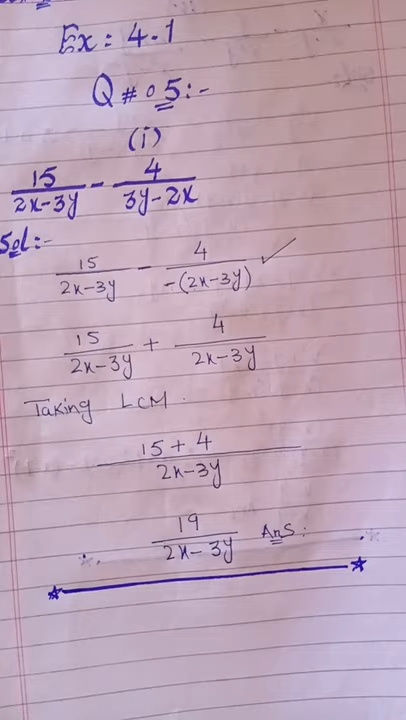 Ex: 4.1
Q # 05:-
(i)
15/2x-3y - 4/3y-2x
Sol:-
15/2x-3y - 4/-(2x-3y) ✓
15/2x-3y + 4/2x-3y
Taking LCM.
15+4/2x-3y
19/2x-3y Ans: